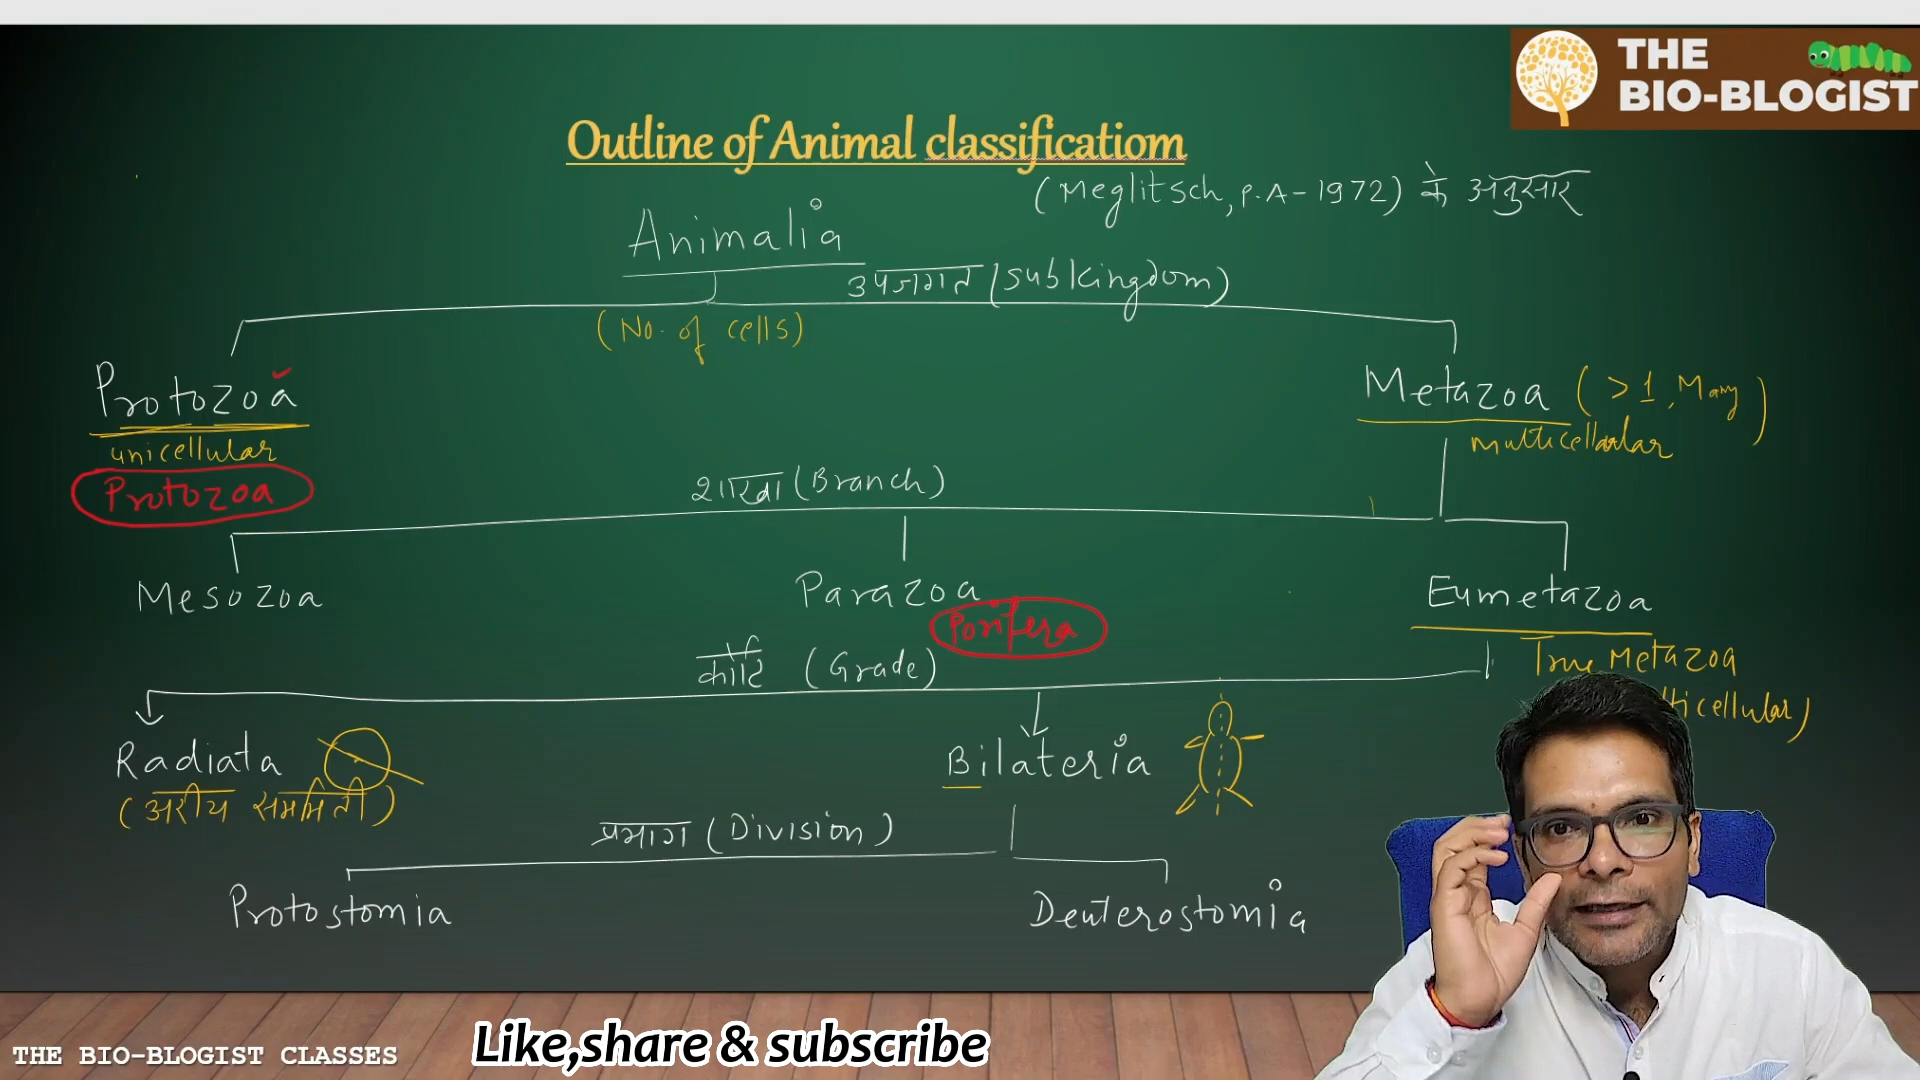 THE
BIO-BLOGIST
Outline of Animal classificatiom
(Meglitsch, P.A-1972) के अनुसार
Animalia
उपजगत (subkingdom)
(No. of cells)
Protozoa
unicellular
Protozoa
Metazoa (>1, Many)
multicellular
शाखा (Branch)
Mesozoa
Parazoa
Porifera
Eumetazoa
True Metazoa
ticellular)
कोटि (Grade)
Radiata
(अरीय सममिती)
Bilateria
प्रभाग (Division)
Protostomia
Deuterostomia
THE BIO-BLOGIST CLASSES
Like,share & subscribe